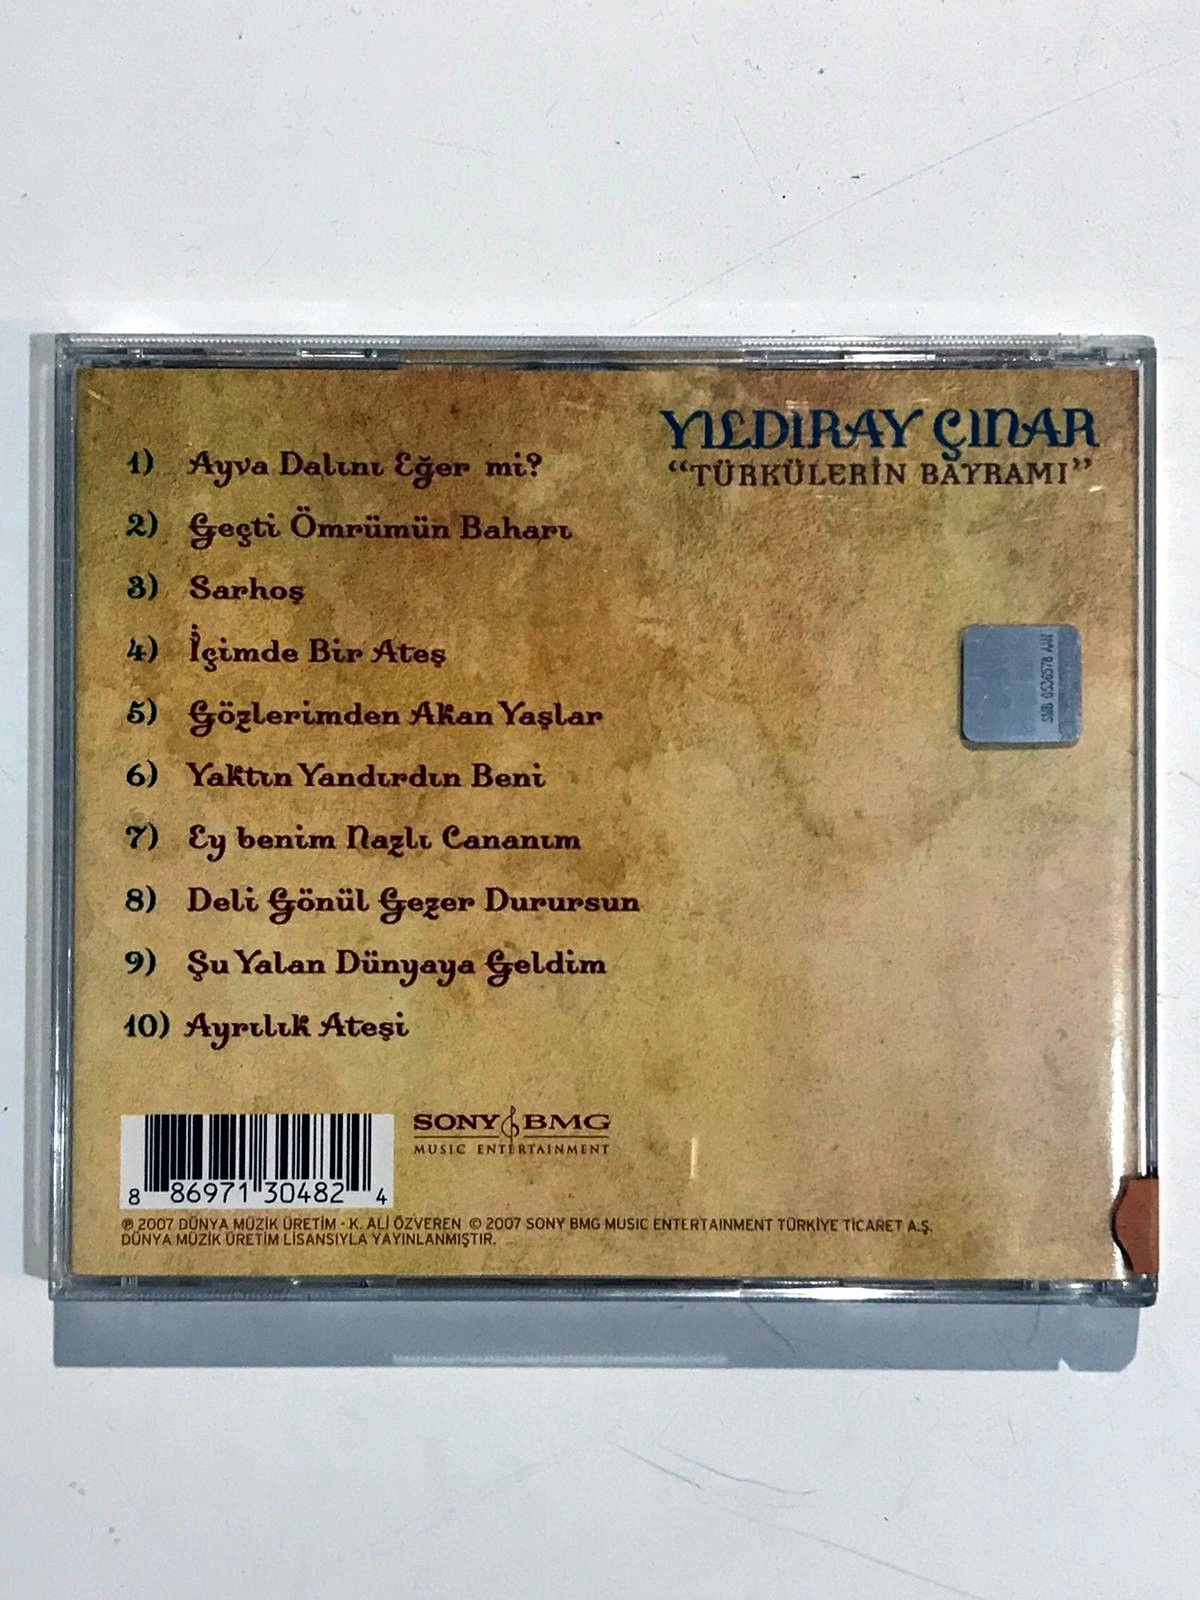 YILDIRAY ÇINAR
"TÜRKÜLERİN BAYRAMI"
1) Ayva Dalını Eğer mi?
2) Geçti Ömrümün Baharı
3) Sarhoş
4) İçimde Bir Ateş
5) Gözlerimden Akan Yaşlar
6) Yaktın Yandırdın Beni
7) Ey benim Nazlı Cananım
8) Deli Gönül Gezer Durursun
9) Şu Yalan Dünyaya Geldim
10) Ayrılık Ateşi
SONY BMG
MUSIC ENTERTAINMENT
8 86971 30482 4
℗ 2007 DÜNYA MÜZİK ÜRETİM - K. ALİ ÖZVEREN © 2007 SONY BMG MUSIC ENTERTAINMENT TÜRKİYE TİCARET A.Ş.
DÜNYA MÜZİK ÜRETİM LİSANSIYLA YAYINLANMIŞTIR.